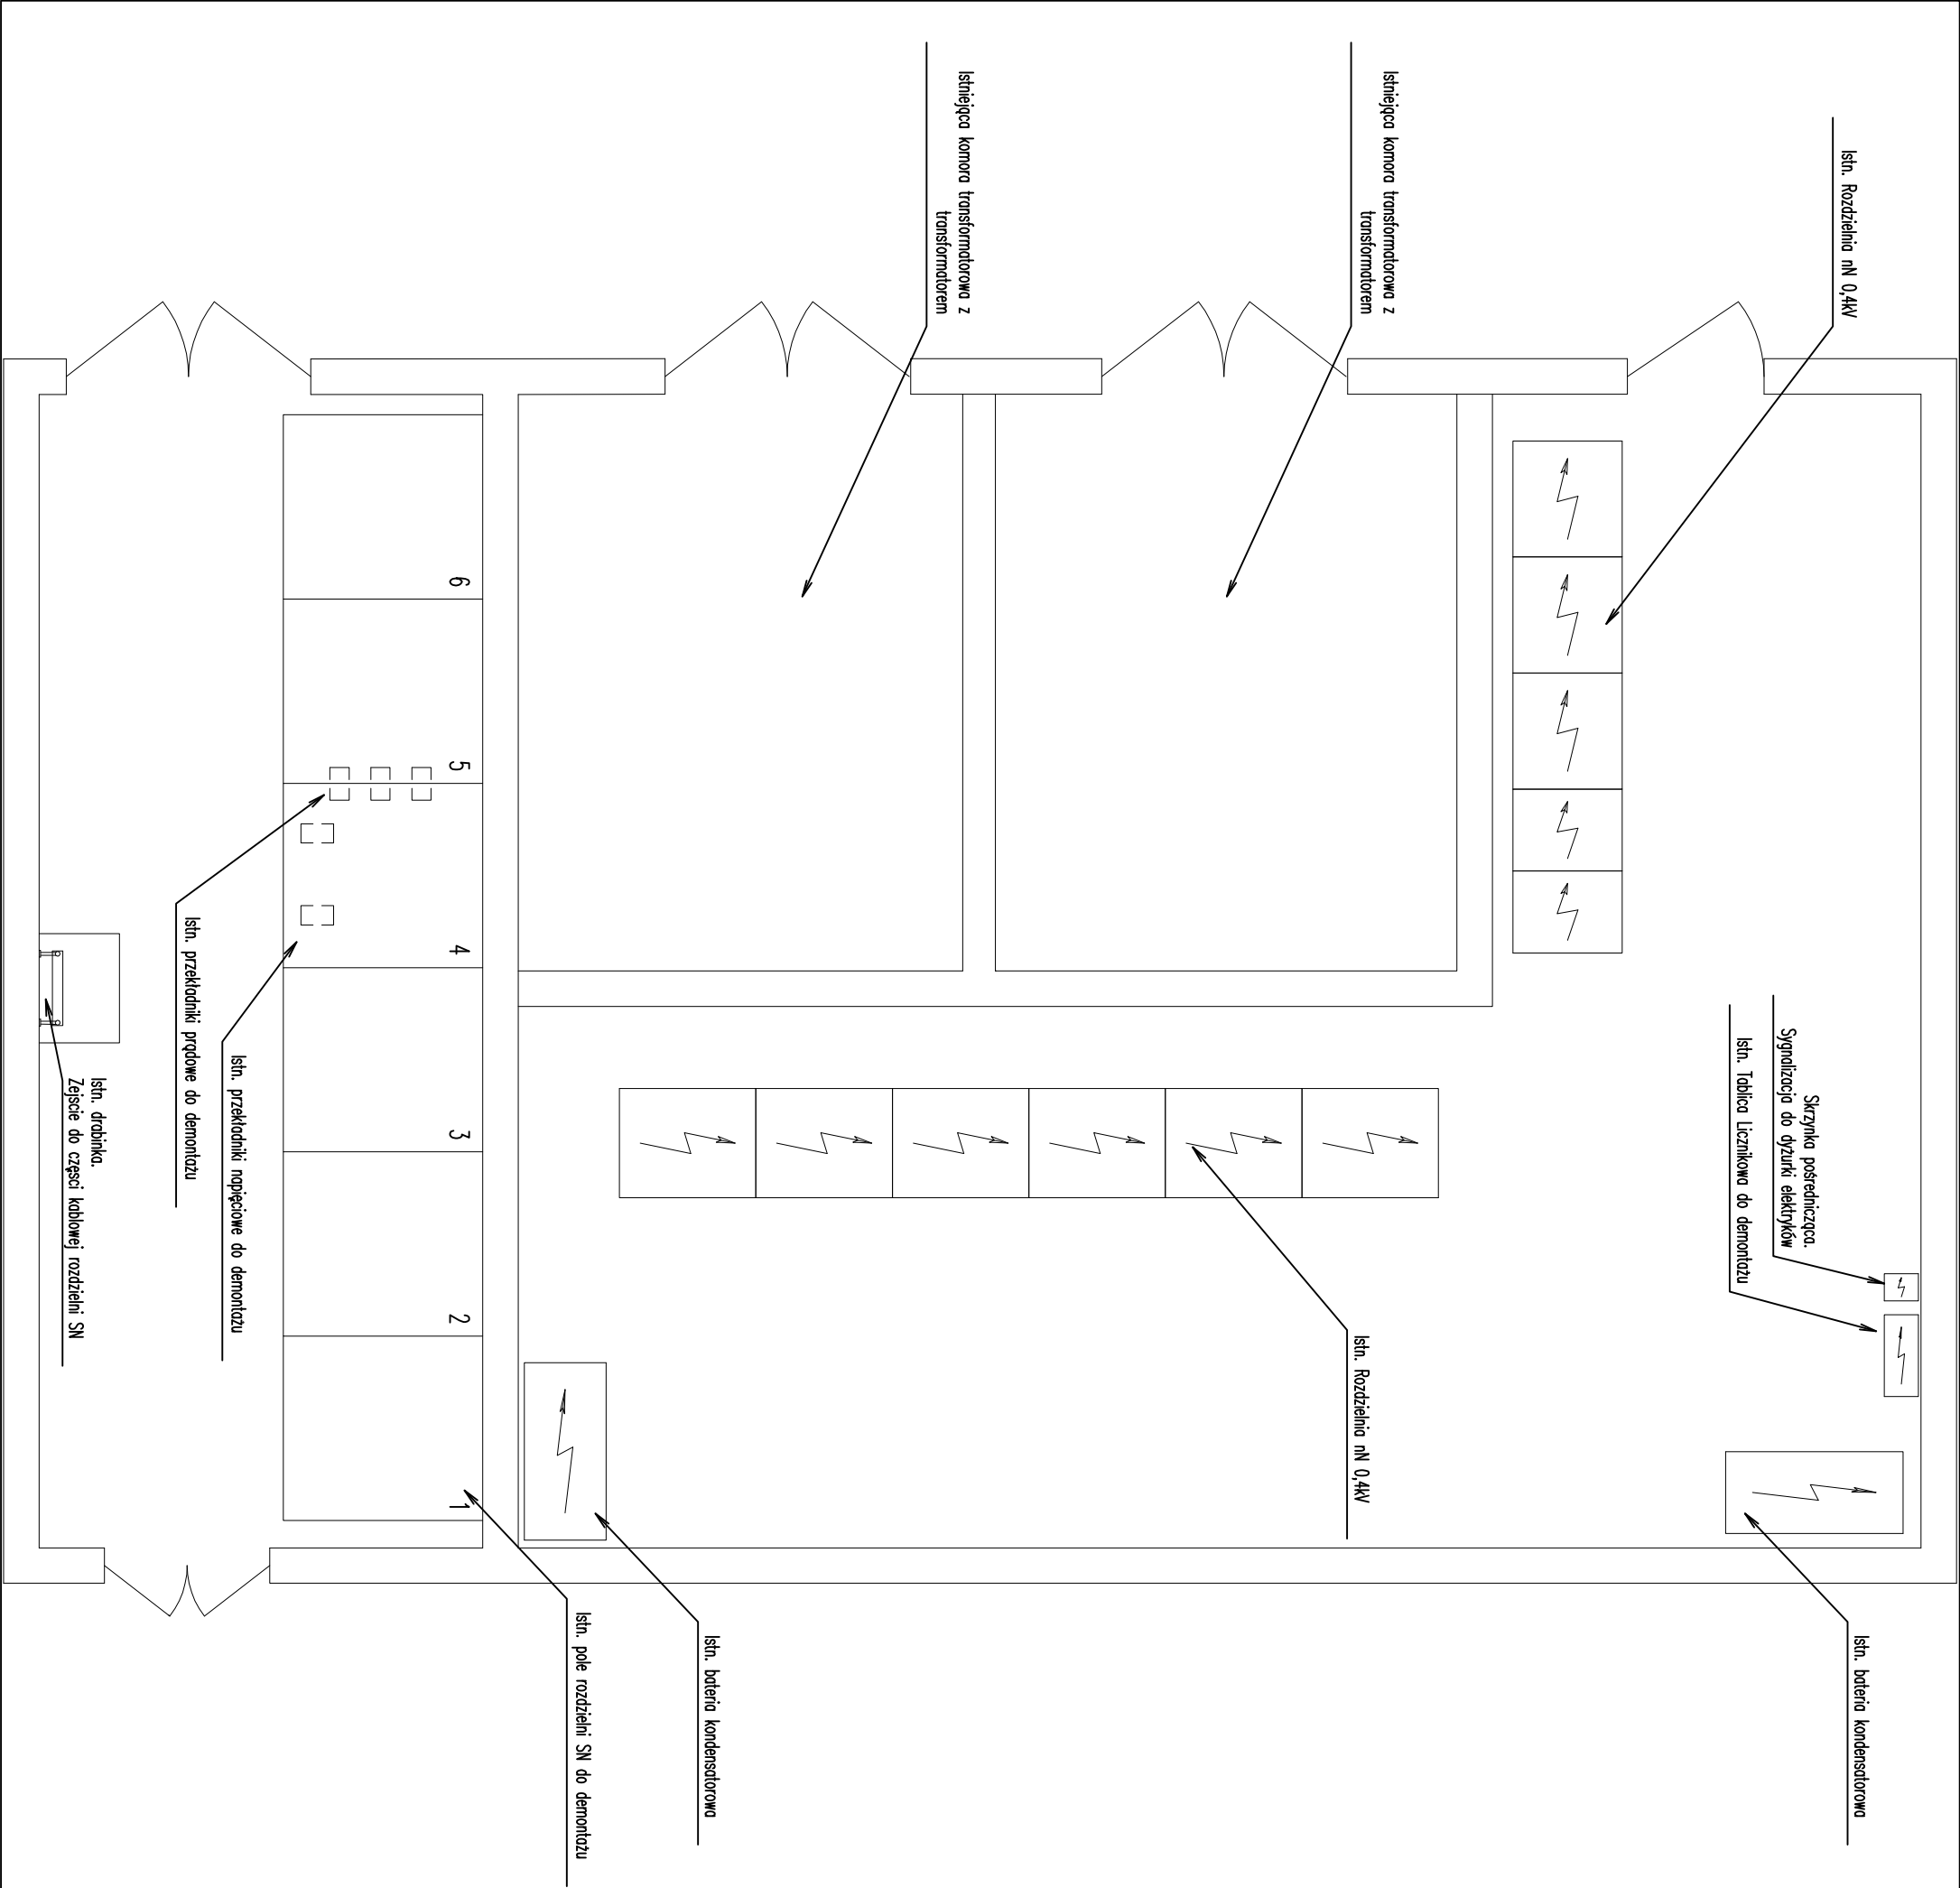 Istn. Rozdzielnia nN 0,4kV
Istniejąca komora transformatorowa z
transformatorem
Istniejąca komora transformatorowa z
transformatorem
Skrzynka pośrednicząca.
Sygnalizacja do dyżurki elektryków
Istn. Tablica Licznikowa do demontażu
Istn. Rozdzielnia nN 0,4kV
Istn. bateria kondensatorowa
Istn. bateria kondensatorowa
Istn. pole rozdzielni SN do demontażu
6
5
4
3
2
1
Istn. przekładniki napięciowe do demontażu
Istn. przekładniki prądowe do demontażu
Istn. drabinka.
Zejscie do częsci kablowej rozdzielni SN